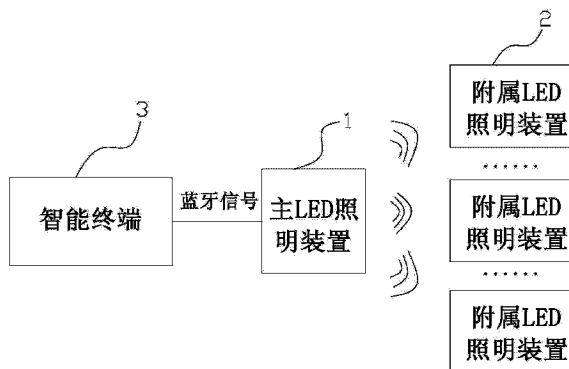 2
附属LED
照明装置
3
1
......
智能终端
蓝牙信号
主LED照
明装置
附属LED
照明装置
......
附属LED
照明装置